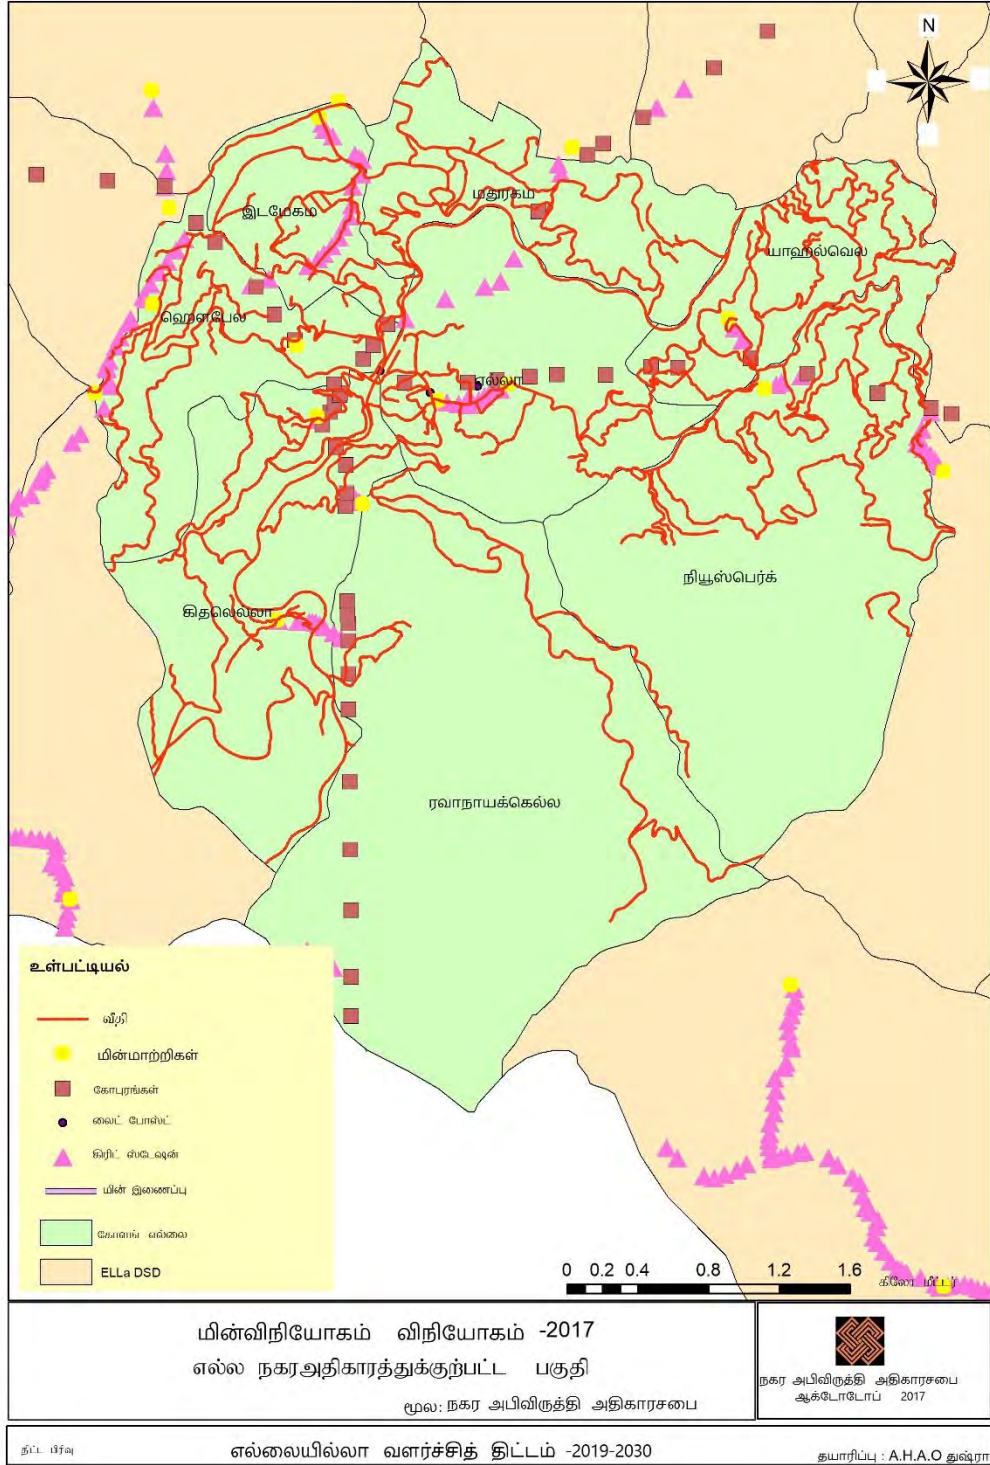 N
மதுரகம
இடமேகம
யாஹல்வெல
ஹெளபேல
எல்லா
நியூஸ்பெர்க்
கிதலெல்லா
ரவாநாயக்கெல்ல
உள்பட்டியல்
வீதி
மின்மாற்றிகள்
கோபுரங்கள்
லைட் போஸ்ட்
கிரிட் ஸ்டேஷன்
யின் இணைப்பு
எல்லை
ELLa DSD
0 0.2 0.4 0.8 1.2 1.6
கிலோ மீட்டர்
மின்விநியோகம் விநியோகம் -2017
எல்ல நகரஅதிகாரத்துக்குற்பட்ட பகுதி
மூல: நகர அபிவிருத்தி அதிகாரசபை
நகர அபிவிருத்தி அதிகாரசபை
ஆக்டோடோப் 2017
திட்ட பிரிவு
எல்லையில்லா வளர்ச்சித் திட்டம் -2019-2030
தயாரிப்பு : A.H.A.O துஷ்ரா